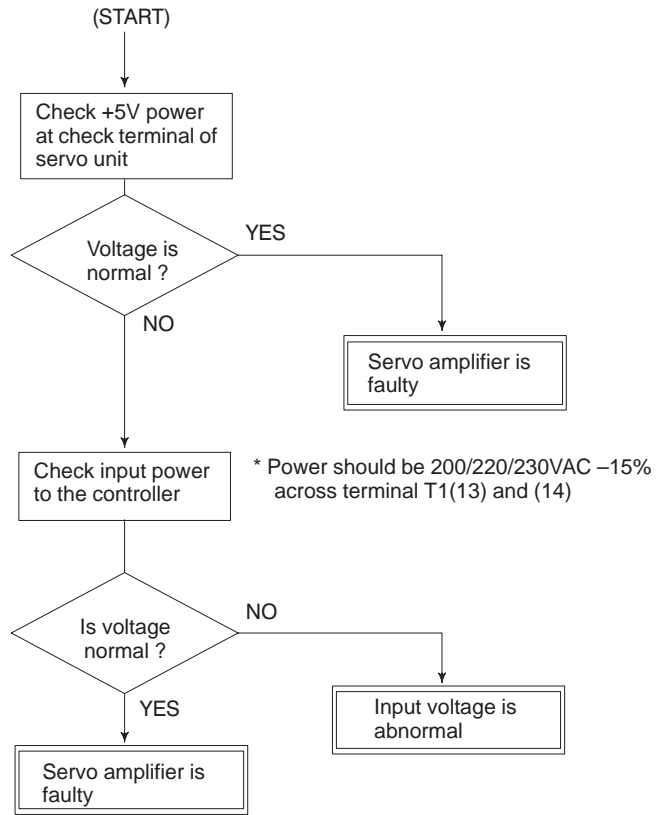 (START)
Check +5V power
at check terminal of
servo unit
Voltage is
normal ?
YES
NO
Servo amplifier is
faulty
Check input power
to the controller
* Power should be 200/220/230VAC –15%
across terminal T1(13) and (14)
Is voltage
normal ?
NO
YES
Input voltage is
abnormal
Servo amplifier is
faulty